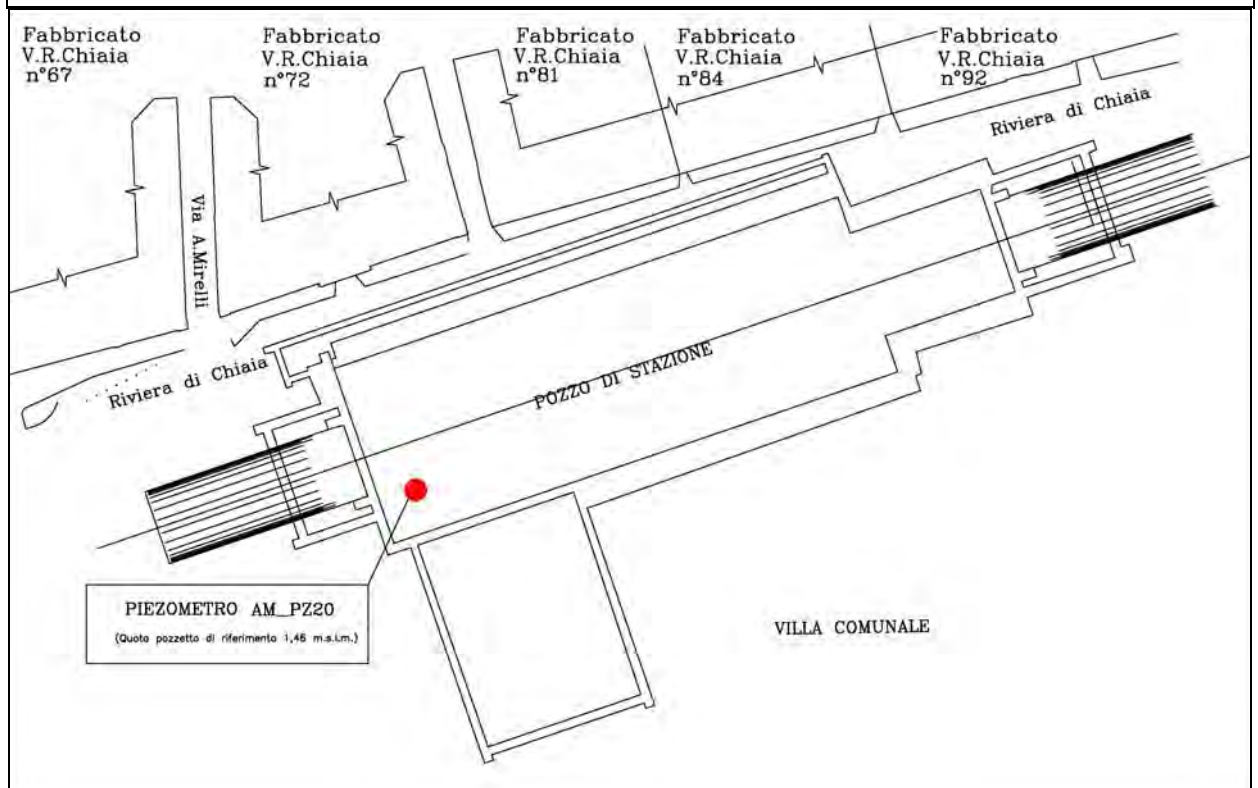 Fabbricato
V.R.Chiaia
n°67
Fabbricato
V.R.Chiaia
n°72
Fabbricato
V.R.Chiaia
n°81
Fabbricato
V.R.Chiaia
n°84
Fabbricato
V.R.Chiaia
n°92
Riviera di Chiaia
Via A.Mirelli
Riviera di Chiaia
POZZO DI STAZIONE
PIEZOMETRO AM_PZ20
(Quota pozzetto di riferimento 1,46 m.s.l.m.)
VILLA COMUNALE